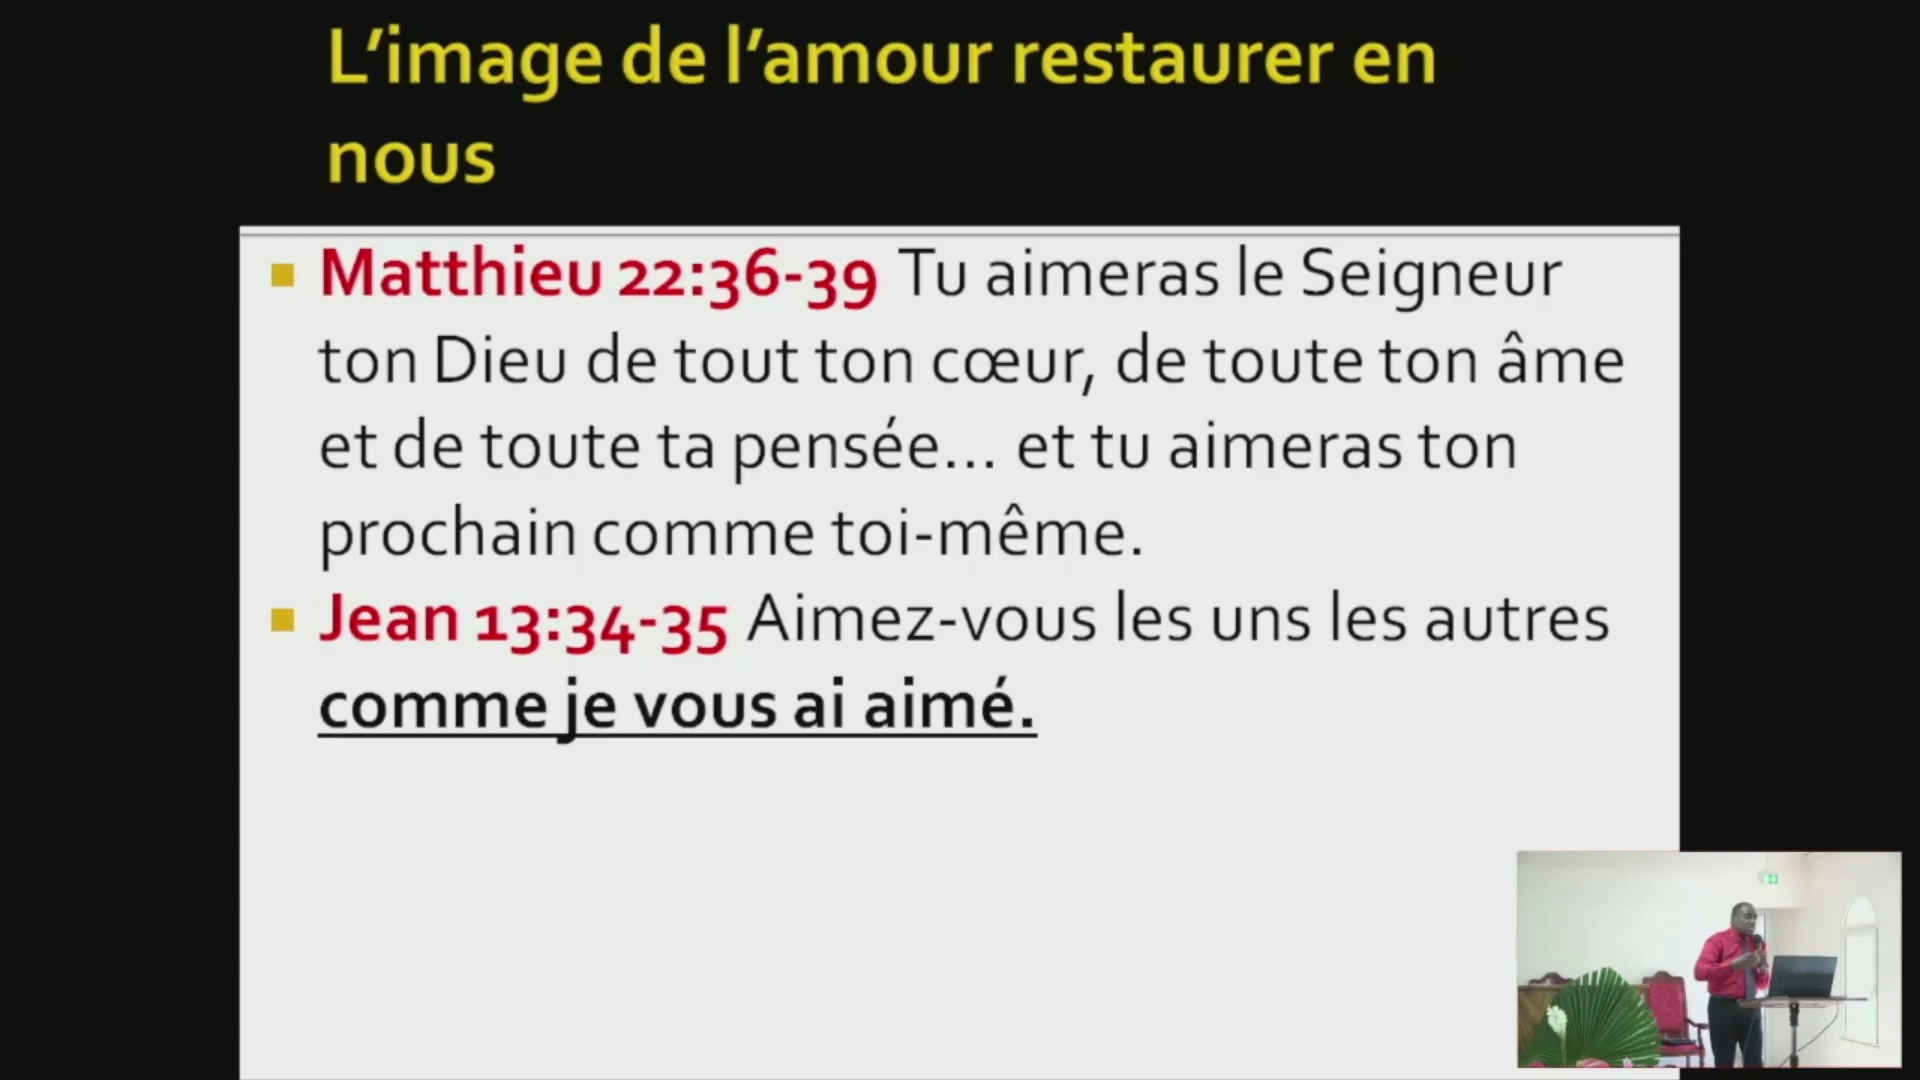 L’image de l’amour restaurer en
nous
Matthieu 22:36-39 Tu aimeras le Seigneur
ton Dieu de tout ton cœur, de toute ton âme
et de toute ta pensée… et tu aimeras ton
prochain comme toi-même.
Jean 13:34-35 Aimez-vous les uns les autres
comme je vous ai aimé.